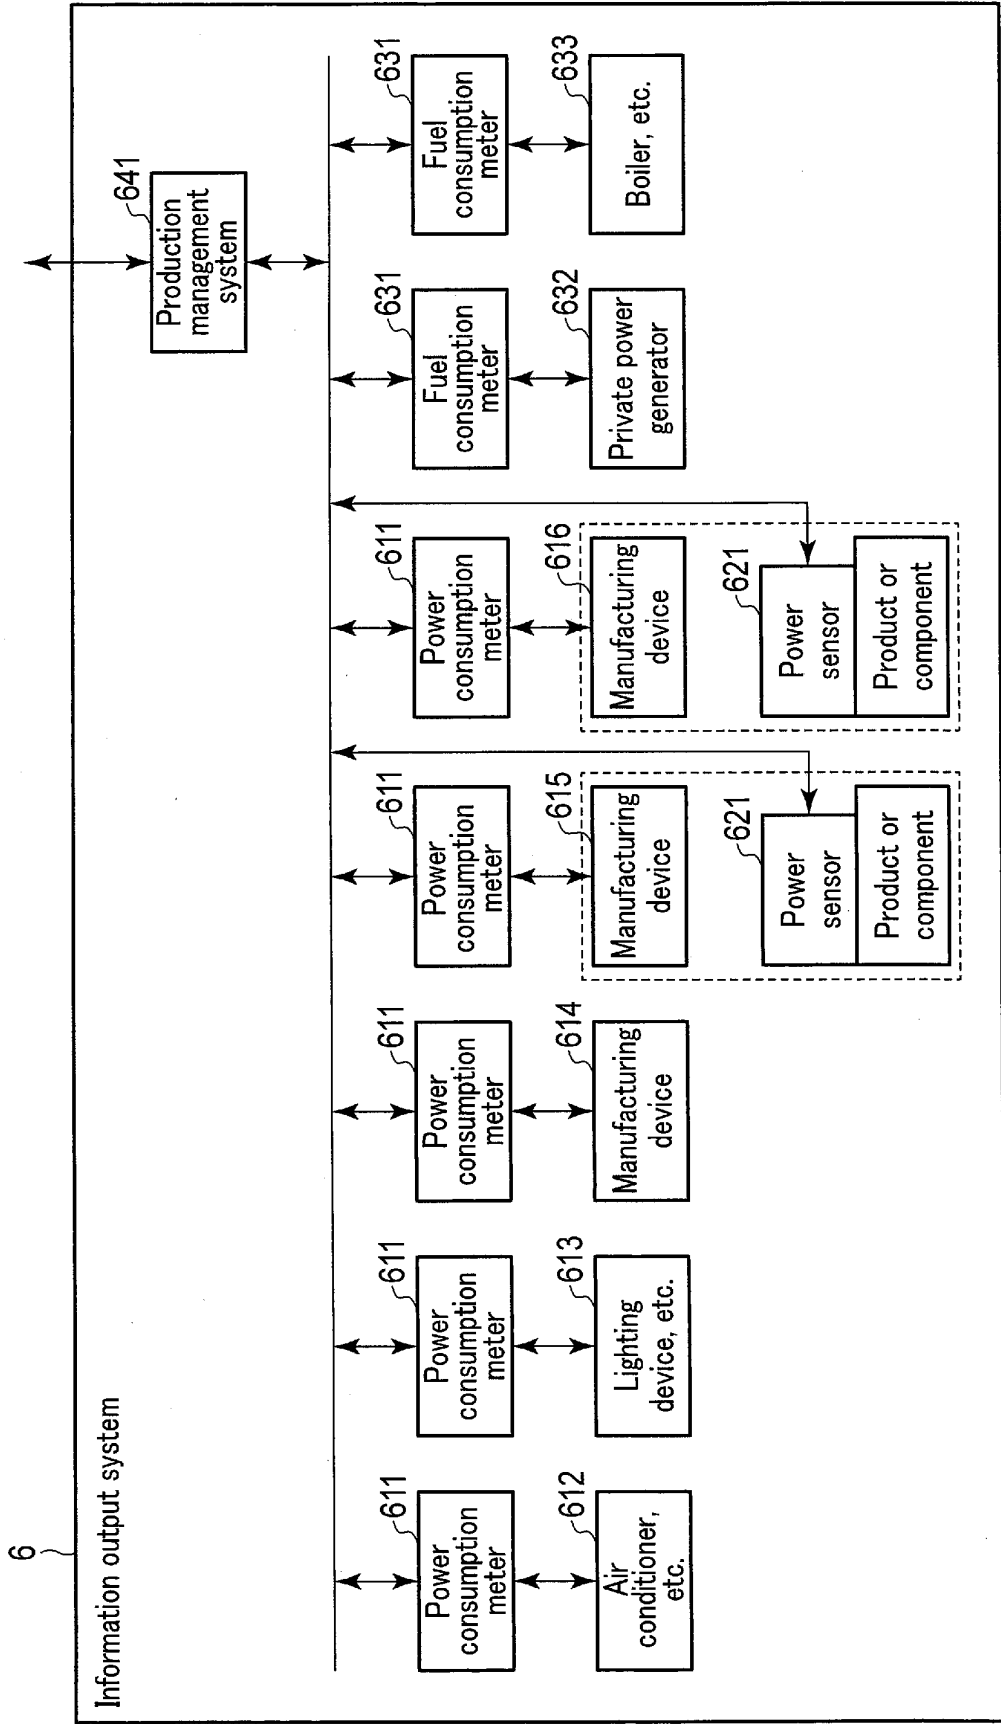 6
Information output system
641
Production
management
system
611
Power
consumption
meter
611
Power
consumption
meter
611
Power
consumption
meter
611
Power
consumption
meter
611
Power
consumption
meter
631
Fuel
consumption
meter
631
Fuel
consumption
meter
612
Air
conditioner,
etc.
613
Lighting
device, etc.
614
Manufacturing
device
615
Manufacturing
device
616
Manufacturing
device
632
Private power
generator
633
Boiler, etc.
621
Power
sensor
Product or
component
621
Power
sensor
Product or
component